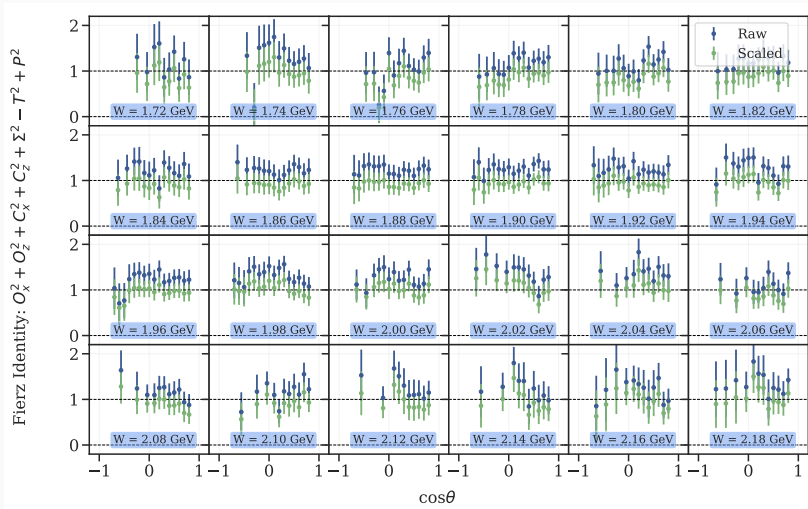 Fierz Identity: $O_x^2 + O_z^2 + C_x^2 + C_z^2 + \Sigma^2 - T^2 + P^2$
Raw
Scaled
2
1
0
W = 1.72 GeV
W = 1.74 GeV
W = 1.76 GeV
W = 1.78 GeV
W = 1.80 GeV
W = 1.82 GeV
2
1
0
W = 1.84 GeV
W = 1.86 GeV
W = 1.88 GeV
W = 1.90 GeV
W = 1.92 GeV
W = 1.94 GeV
2
1
0
W = 1.96 GeV
W = 1.98 GeV
W = 2.00 GeV
W = 2.02 GeV
W = 2.04 GeV
W = 2.06 GeV
2
1
0
W = 2.08 GeV
W = 2.10 GeV
W = 2.12 GeV
W = 2.14 GeV
W = 2.16 GeV
W = 2.18 GeV
−1 0 1 −1 0 1 −1 0 1 −1 0 1 −1 0 1 −1 0 1
cosθ